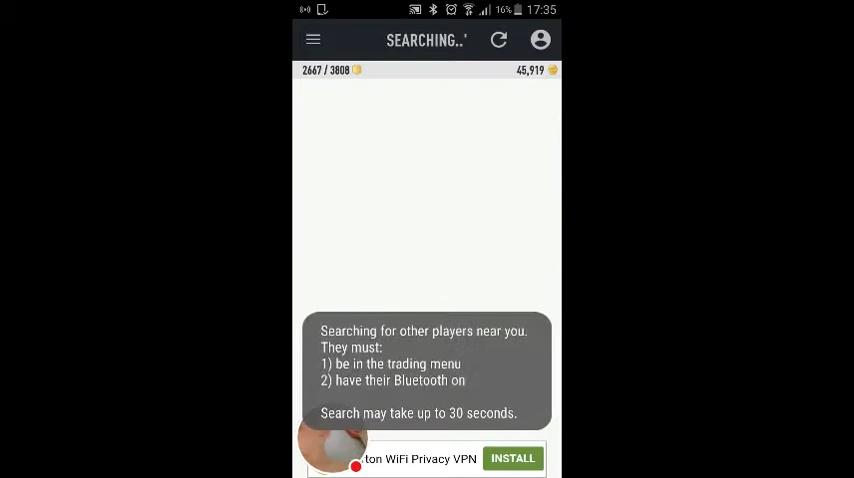 16% 17:35
SEARCHING..'
2667 / 3808
45,919
Searching for other players near you.
They must:
1) be in the trading menu
2) have their Bluetooth on
Search may take up to 30 seconds.
ton WiFi Privacy VPN
INSTALL